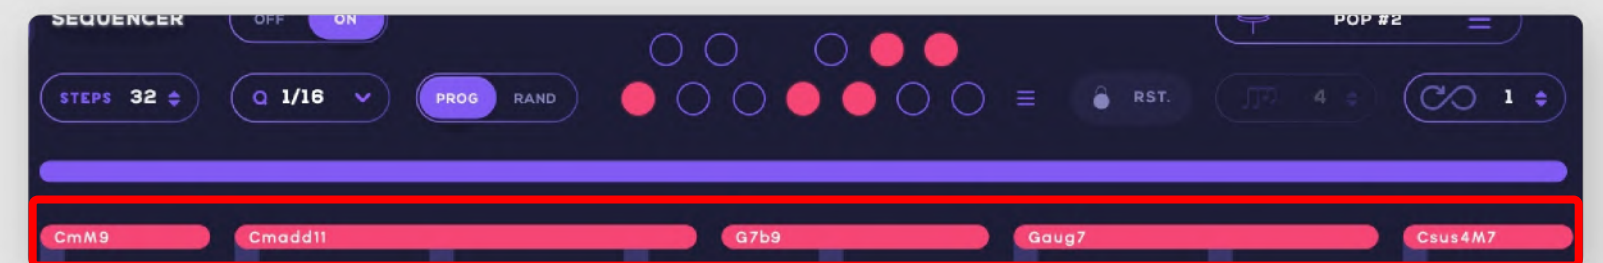 SEQUENCER OFF ON POP #2
STEPS 32 Q 1/16 PROG RAND RST. 4 1
CmM9 Cmadd11 G7b9 Gaug7 Csus4M7